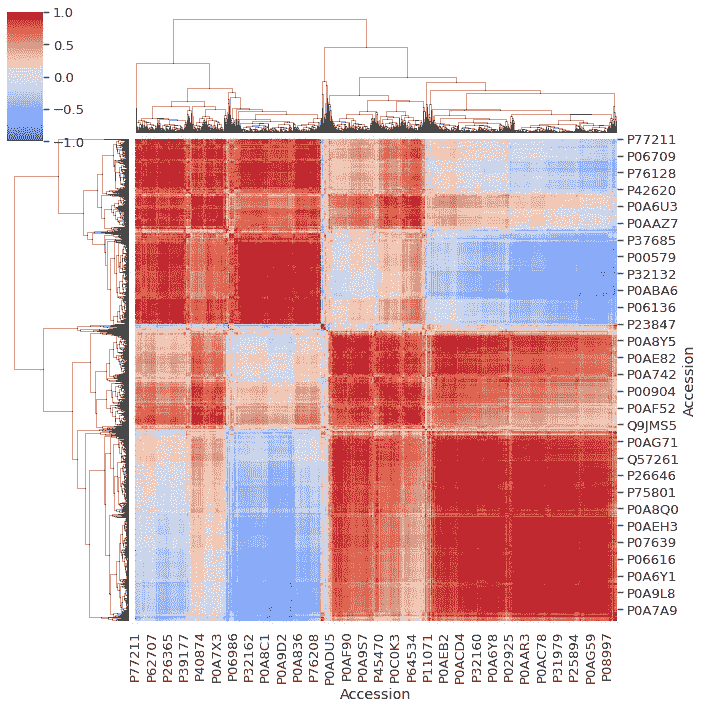 1.0
0.5
0.0
−0.5
−1.0
P77211
P06709
P76128
P42620
P0A6U3
P0AAZ7
P37685
P00579
P32132
P0ABA6
P06136
P23847
P0A8Y5
P0AE82
P0A742
P00904
P0AF52
Q9JMS5
P0AG71
Q57261
P26646
P75801
P0A8Q0
P0AEH3
P07639
P06616
P0A6Y1
P0A9L8
P0A7A9
Accession
P77211
P62707
P26365
P39177
P40874
P0A7X3
P06986
P32162
P0A8C1
P0A9D2
P0A836
P76208
P0ADU5
P0AF90
P0A9S7
P45470
P0C0K3
P64534
P11071
P0AEB2
P0ACD4
P32160
P0A6Y8
P02925
P0AAR3
P0AC78
P31979
P25894
P0AG59
P08997
Accession